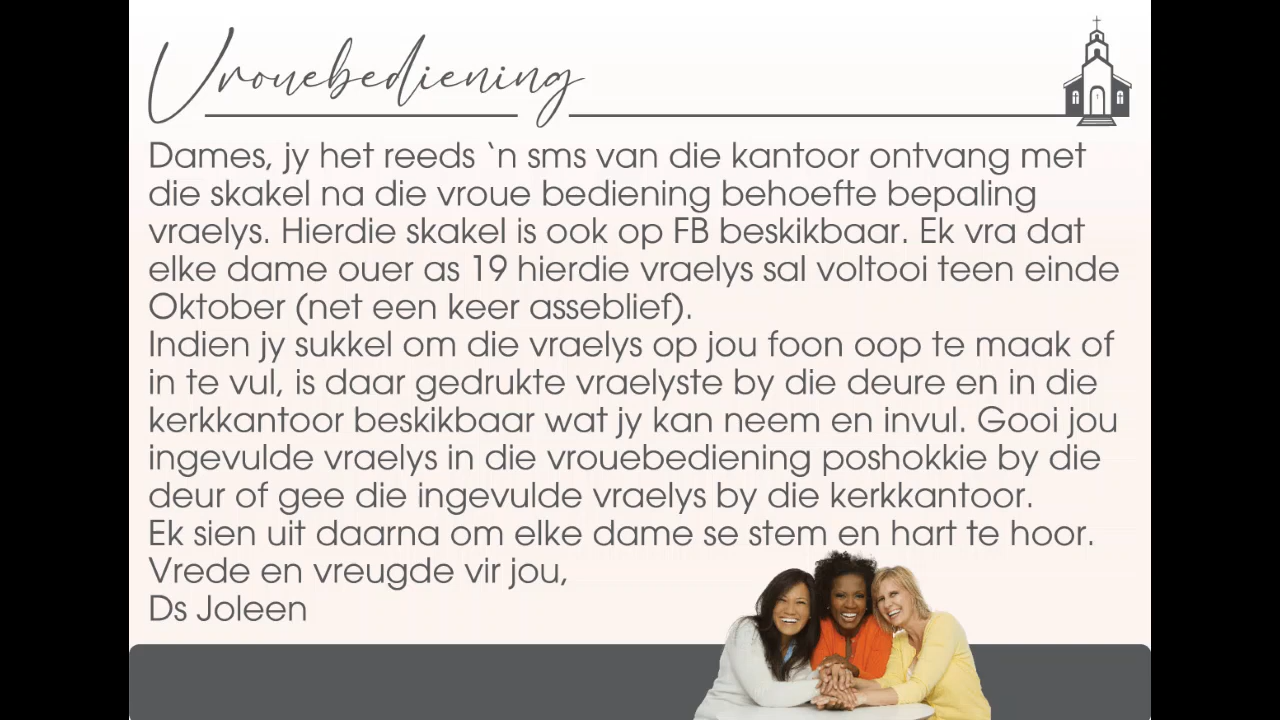 Vrouebediening
Dames, jy het reeds `n sms van die kantoor ontvang met
die skakel na die vroue bediening behoefte bepaling
vraelys. Hierdie skakel is ook op FB beskikbaar. Ek vra dat
elke dame ouer as 19 hierdie vraelys sal voltooi teen einde
Oktober (net een keer asseblief).
Indien jy sukkel om die vraelys op jou foon oop te maak of
in te vul, is daar gedrukte vraelyste by die deure en in die
kerkkantoor beskikbaar wat jy kan neem en invul. Gooi jou
ingevulde vraelys in die vrouebediening poshokkie by die
deur of gee die ingevulde vraelys by die kerkkantoor.
Ek sien uit daarna om elke dame se stem en hart te hoor.
Vrede en vreugde vir jou,
Ds Joleen